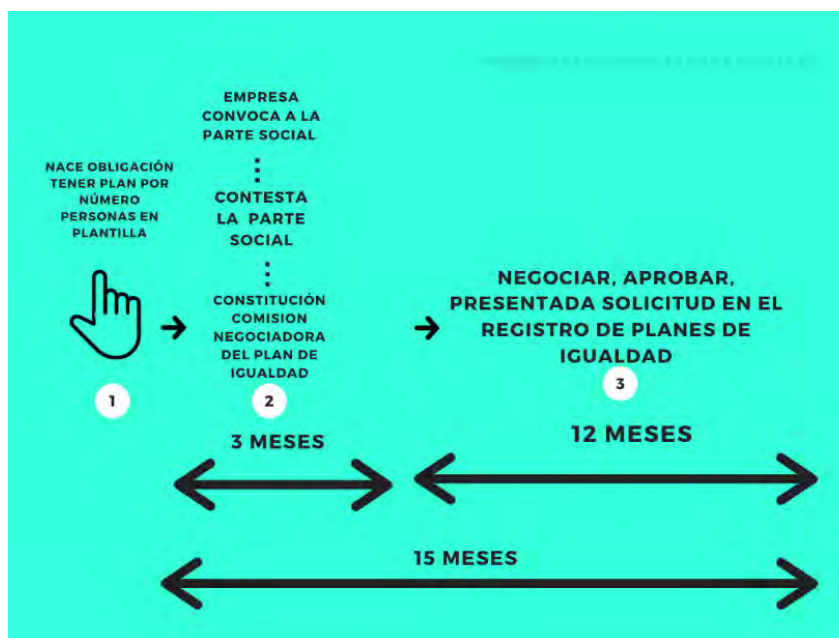 NACE OBLIGACIÓN
TENER PLAN POR
NÚMERO
PERSONAS EN
PLANTILLA
1
EMPRESA
CONVOCA A LA
PARTE SOCIAL
CONTESTA
LA PARTE
SOCIAL
CONSTITUCIÓN
COMISION
NEGOCIADORA
DEL PLAN DE
IGUALDAD
2
NEGOCIAR, APROBAR,
PRESENTADA SOLICITUD EN EL
REGISTRO DE PLANES DE
IGUALDAD
3
3 MESES
12 MESES
15 MESES